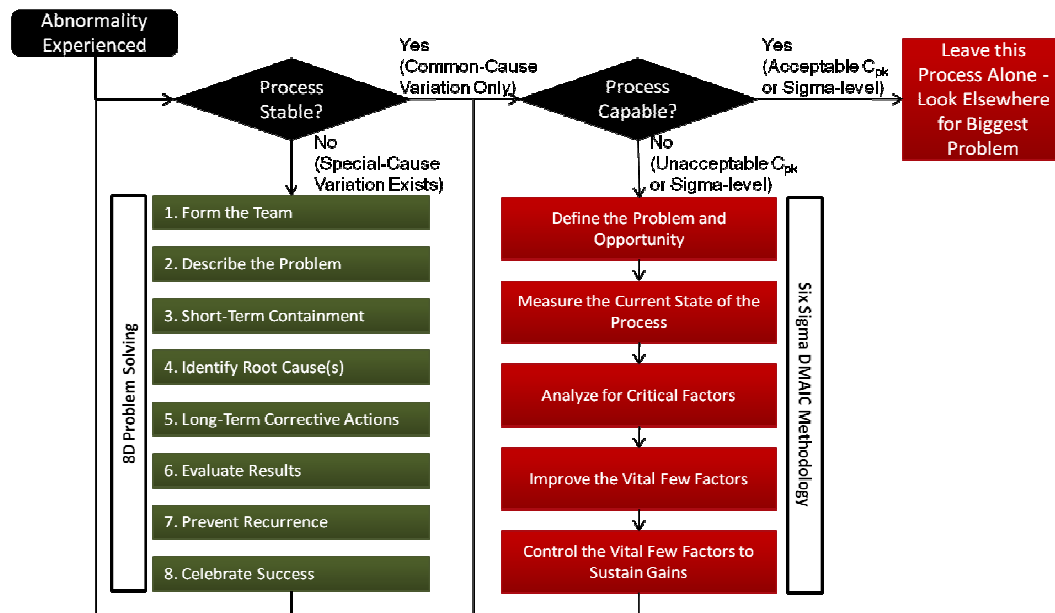 Abnormality
Experienced
Process
Stable?
Yes
(Common-Cause
Variation Only)
Process
Capable?
Yes
(Acceptable Cpk
or Sigma-level)
Leave this
Process Alone -
Look Elsewhere
for Biggest
Problem
No
(Special-Cause
Variation Exists)
No
(Unacceptable Cpk
or Sigma-level)
8D Problem Solving
1. Form the Team
2. Describe the Problem
3. Short-Term Containment
4. Identify Root Cause(s)
5. Long-Term Corrective Actions
6. Evaluate Results
7. Prevent Recurrence
8. Celebrate Success
Define the Problem and
Opportunity
Measure the Current State of the
Process
Analyze for Critical Factors
Improve the Vital Few Factors
Control the Vital Few Factors to
Sustain Gains
Six Sigma DMAIC Methodology